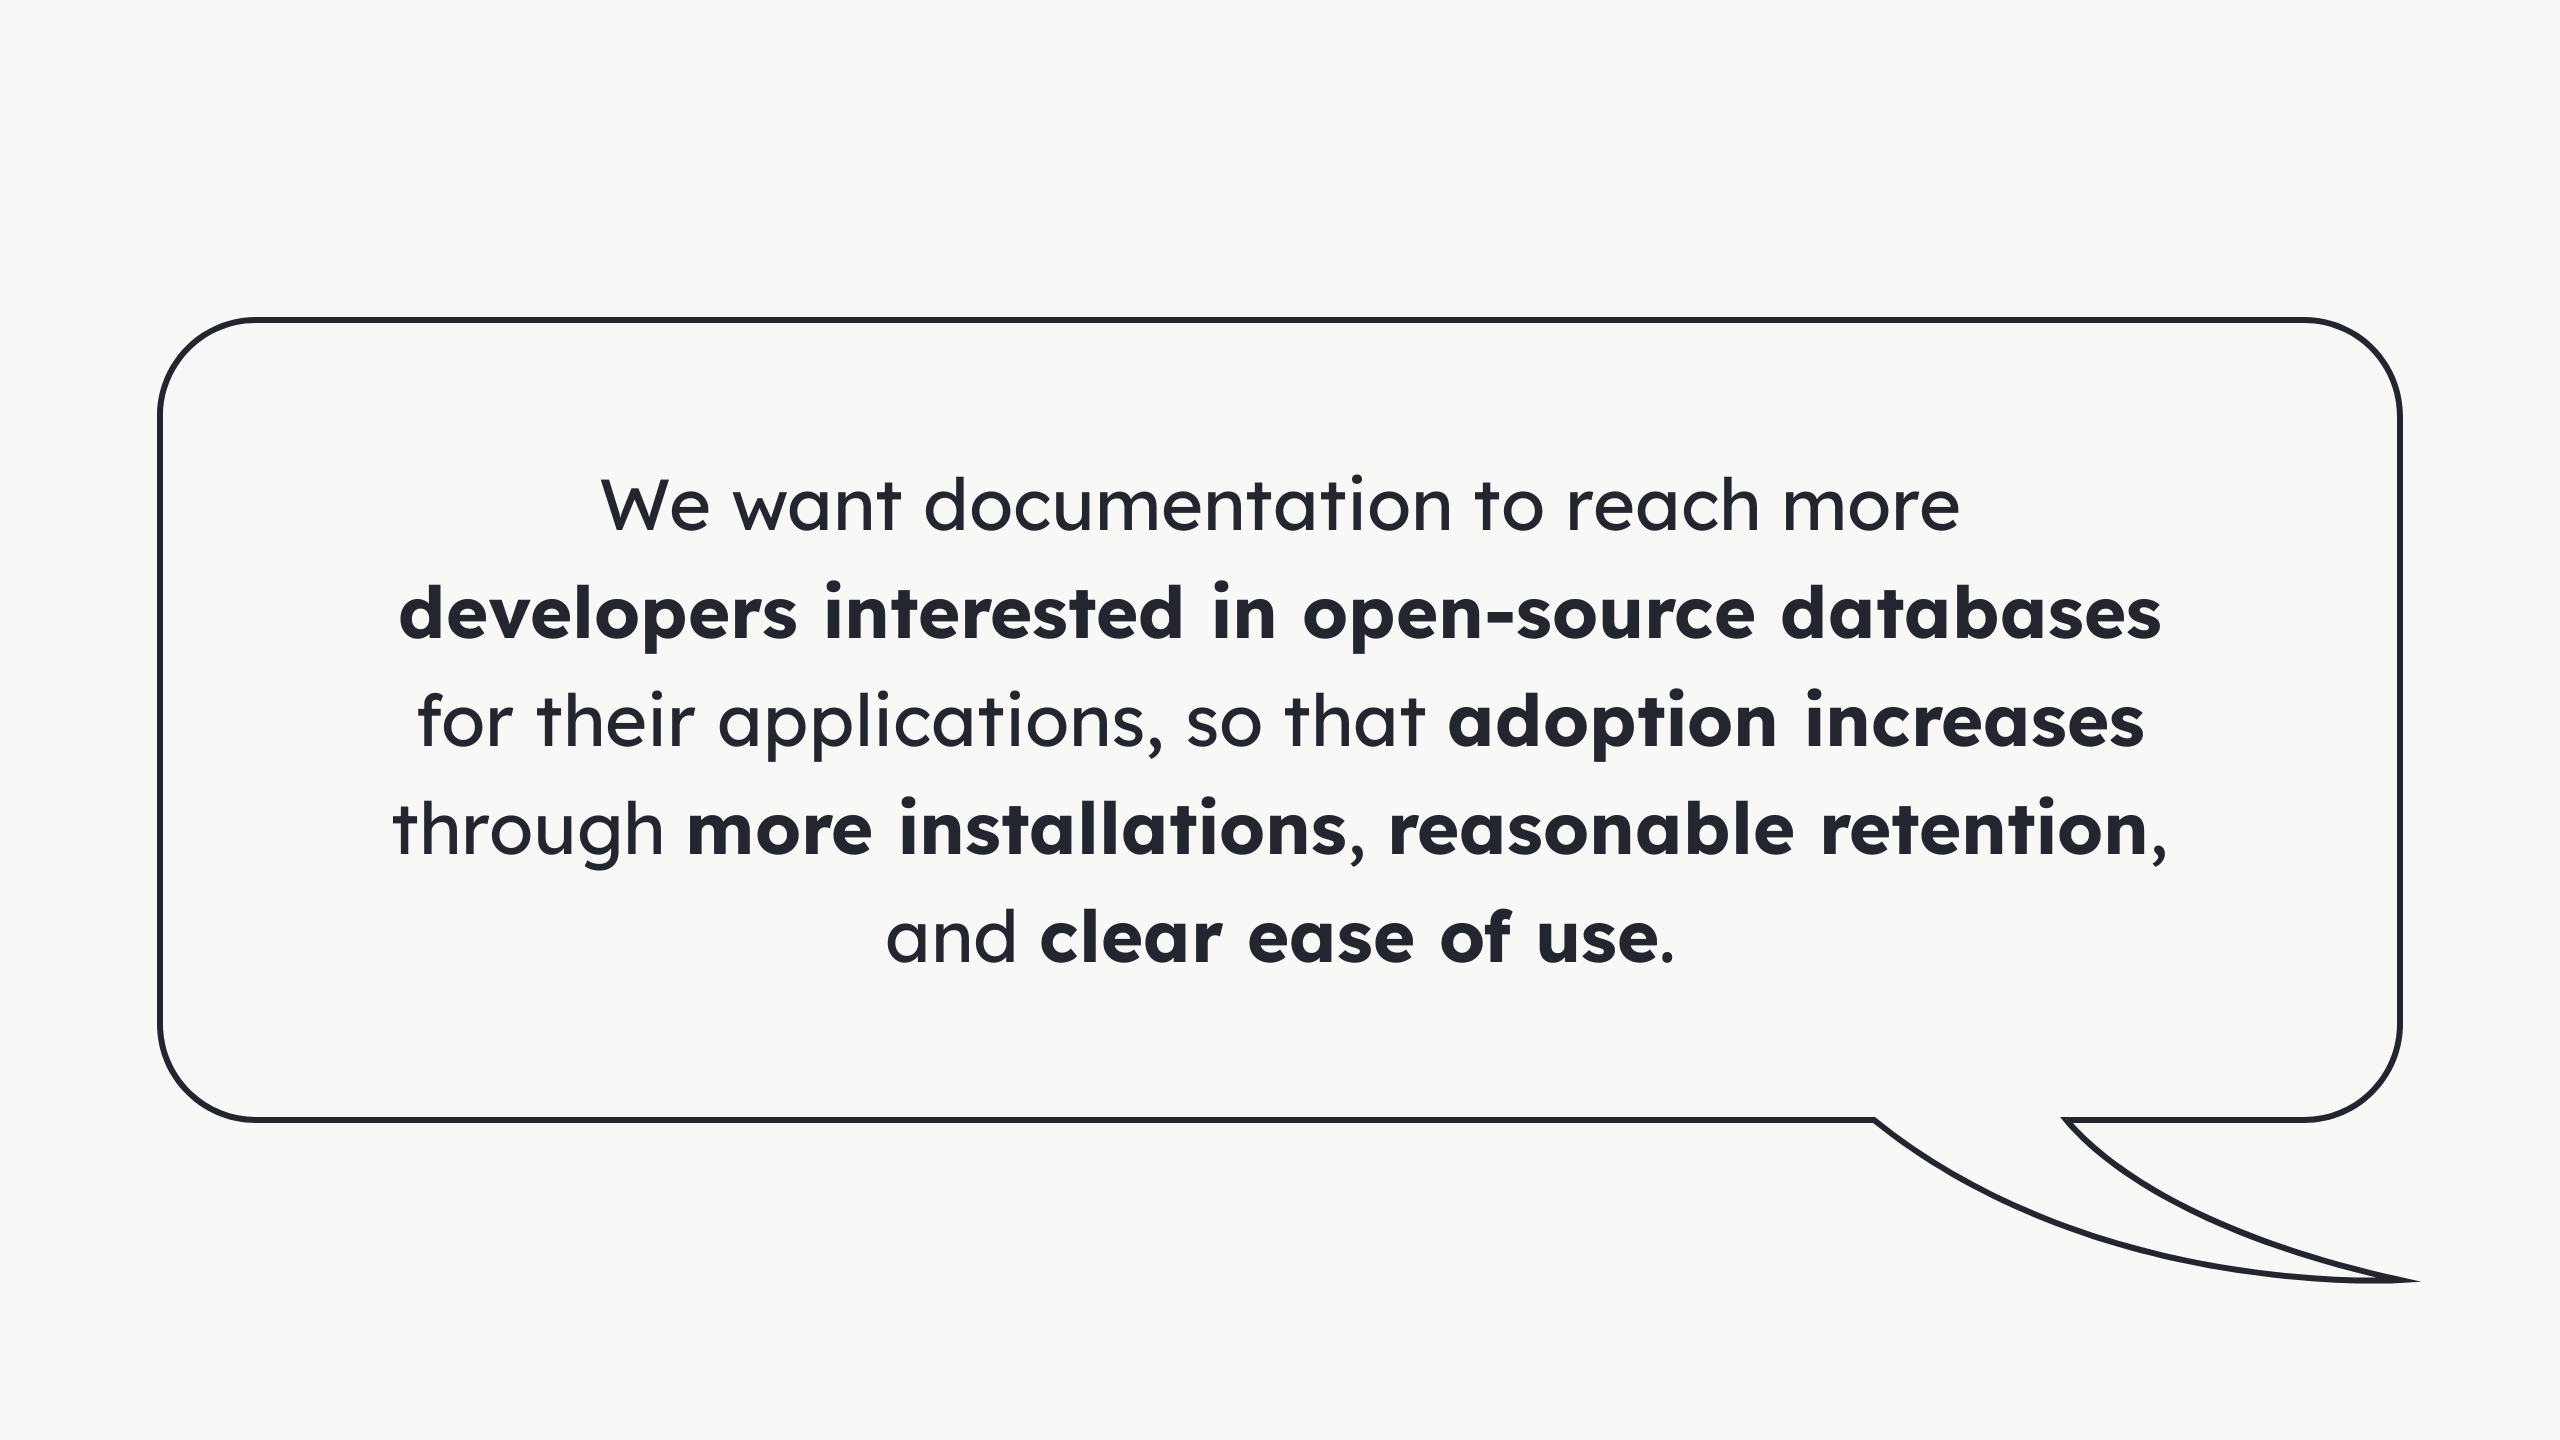 We want documentation to reach more
developers interested in open-source databases
for their applications, so that adoption increases
through more installations, reasonable retention,
and clear ease of use.